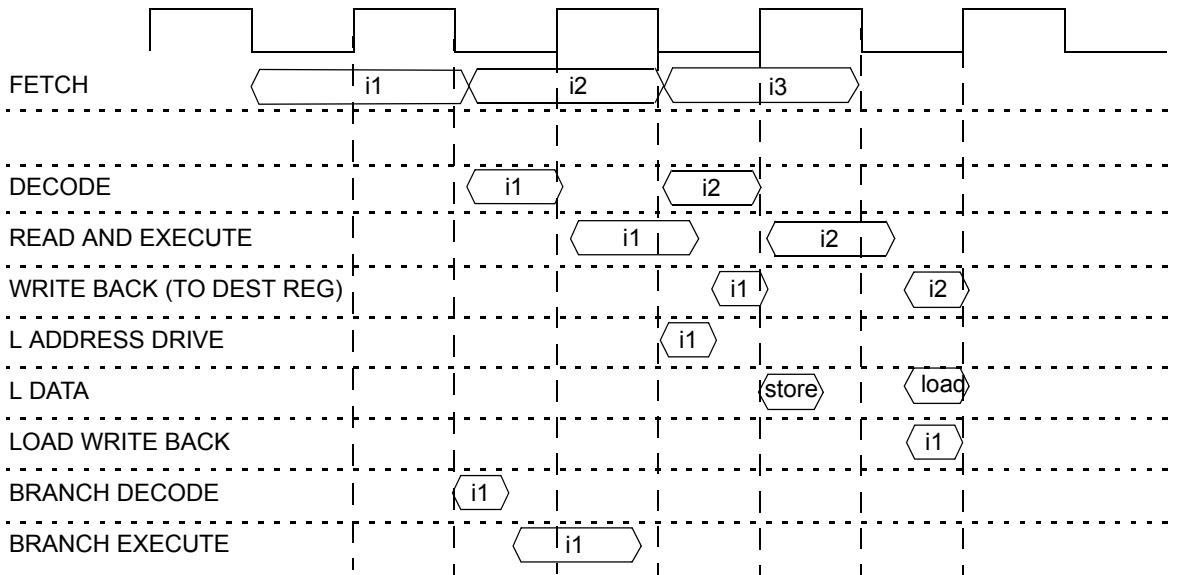 FETCH i1 i2 i3
DECODE i1 i2
READ AND EXECUTE i1 i2
WRITE BACK (TO DEST REG) i1 i2
L ADDRESS DRIVE i1
L DATA store load
LOAD WRITE BACK i1
BRANCH DECODE i1
BRANCH EXECUTE i1